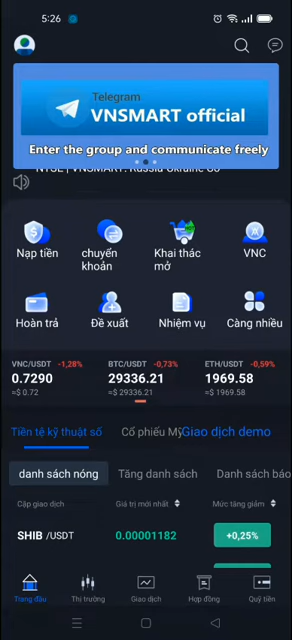 5:26
Telegram
VNSMART official
Enter the group and communicate freely
NYSE | VNSMART: Russia-Ukraine Co
Nạp tiền
chuyển khoản
Khai thác mở
VNC
Hoàn trả
Đề xuất
Nhiệm vụ
Càng nhiều
VNC/USDT -1,28% BTC/USDT -0,73% ETH/USDT -0,59%
0.7290 29336.21 1969.58
≈$ 0.72 ≈$ 29336.21 ≈$ 1969.58
Tiền tệ kỹ thuật số Cổ phiếu Mỹ Giao dịch demo
danh sách nóng Tăng danh sách Danh sách báo
Cặp giao dịch Giá trị mới nhất Mức tăng giảm
SHIB /USDT 0.00001182 +0,25%
Trang đầu Thị trường Giao dịch Hợp đồng Quỹ tiền